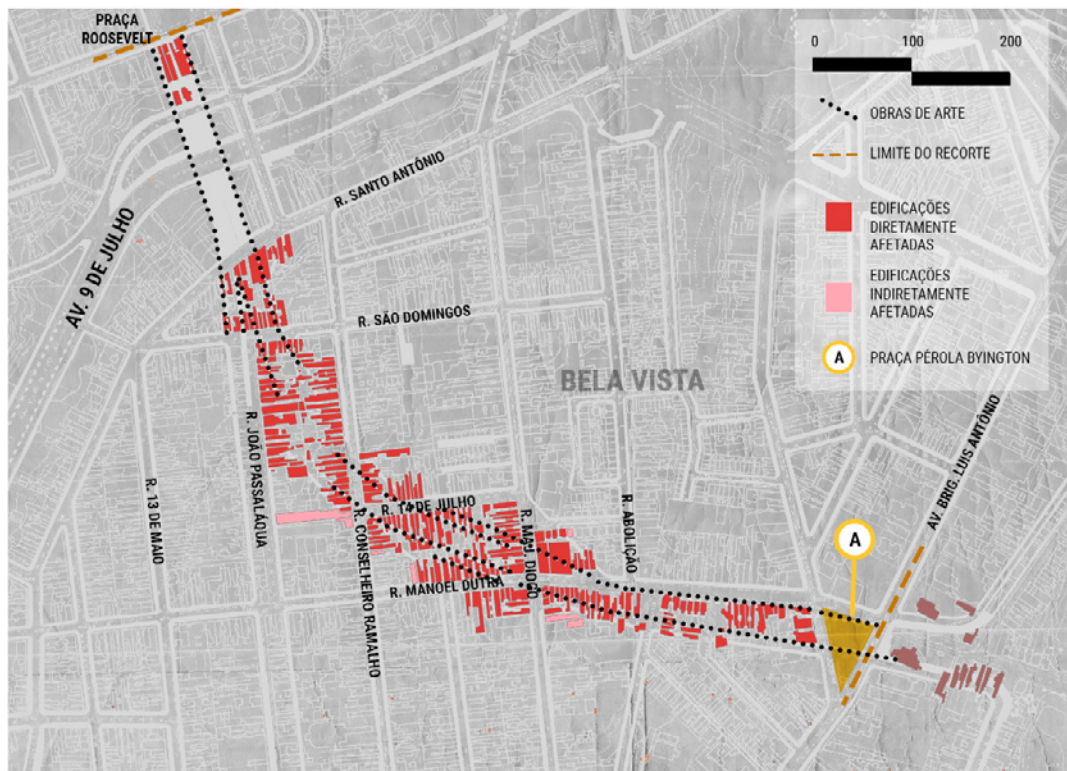 PRAÇA
ROOSEVELT
0 100 200
OBRAS DE ARTE
LIMITE DO RECORTE
EDIFICAÇÕES
DIRETAMENTE
AFETADAS
EDIFICAÇÕES
INDIRETAMENTE
AFETADAS
A PRAÇA PÉROLA BYINGTON
R. SANTO ANTÔNIO
AV. 9 DE JULHO
R. SÃO DOMINGOS
BELA VISTA
R. JOÃO PASSALÁQUA
R. 13 DE MAIO
R. CONSELHEIRO RAMALHO
R. 14 DE JULHO
R. MAJ. DIOGO
R. ABOLIÇÃO
AV. BRIG. LUIS ANTÔNIO
R. MANOEL DUTRA
A